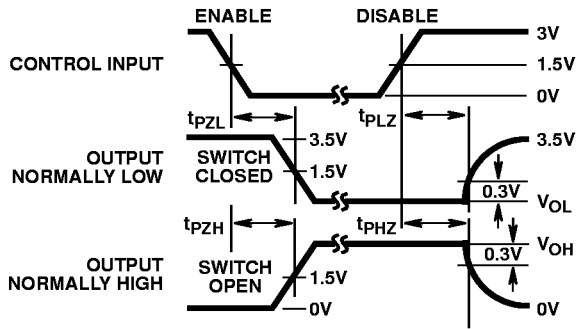 ENABLE
DISABLE
3V
CONTROL INPUT
1.5V
0V
tPZL
tPLZ
3.5V
3.5V
OUTPUT
NORMALLY LOW
SWITCH
CLOSED
1.5V
0.3V
VOL
tPZH
tPHZ
VOH
0.3V
OUTPUT
NORMALLY HIGH
SWITCH
OPEN
1.5V
0V
0V